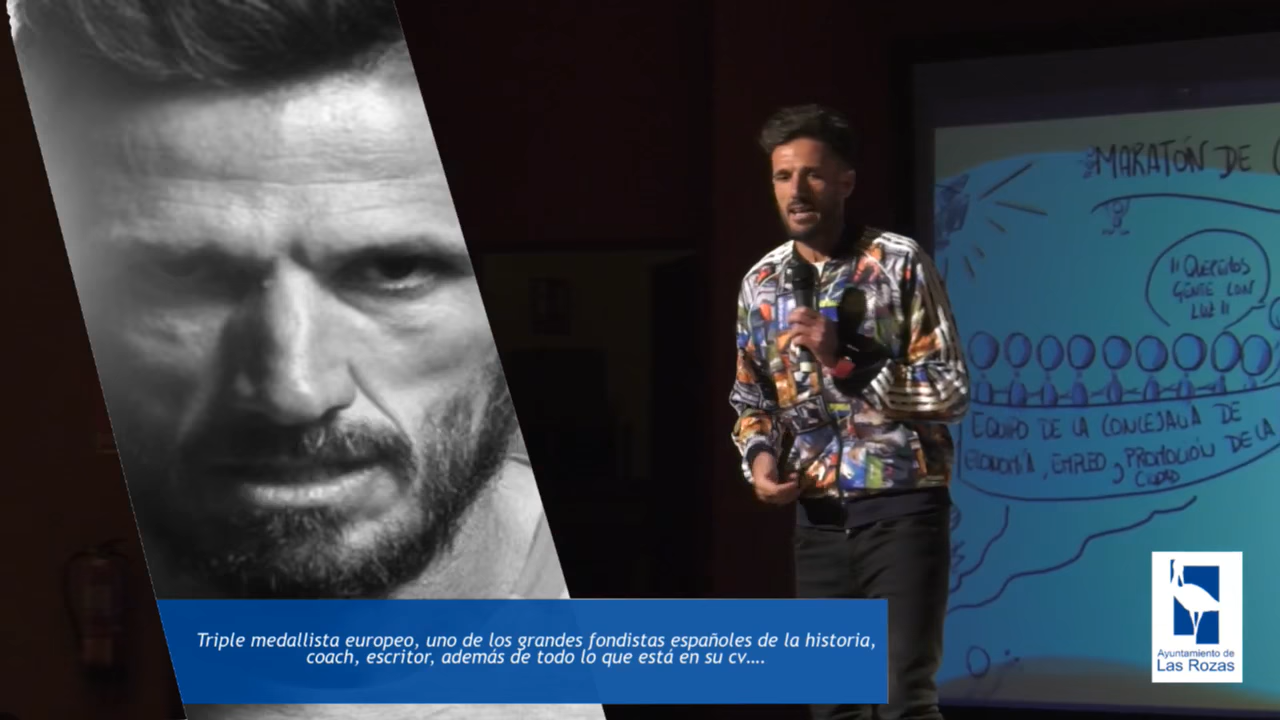 MARATÓN DE
"QUEREMOS
GENTE CON
LUZ"
EQUIPO DE LA CONCEJALIA DE
ECONOMÍA, EMPLEO, PROMOCIÓN DE LA
CIUDAD
Triple medallista europeo, uno de los grandes fondistas españoles de la historia,
coach, escritor, además de todo lo que está en su cv....
Ayuntamiento de
Las Rozas